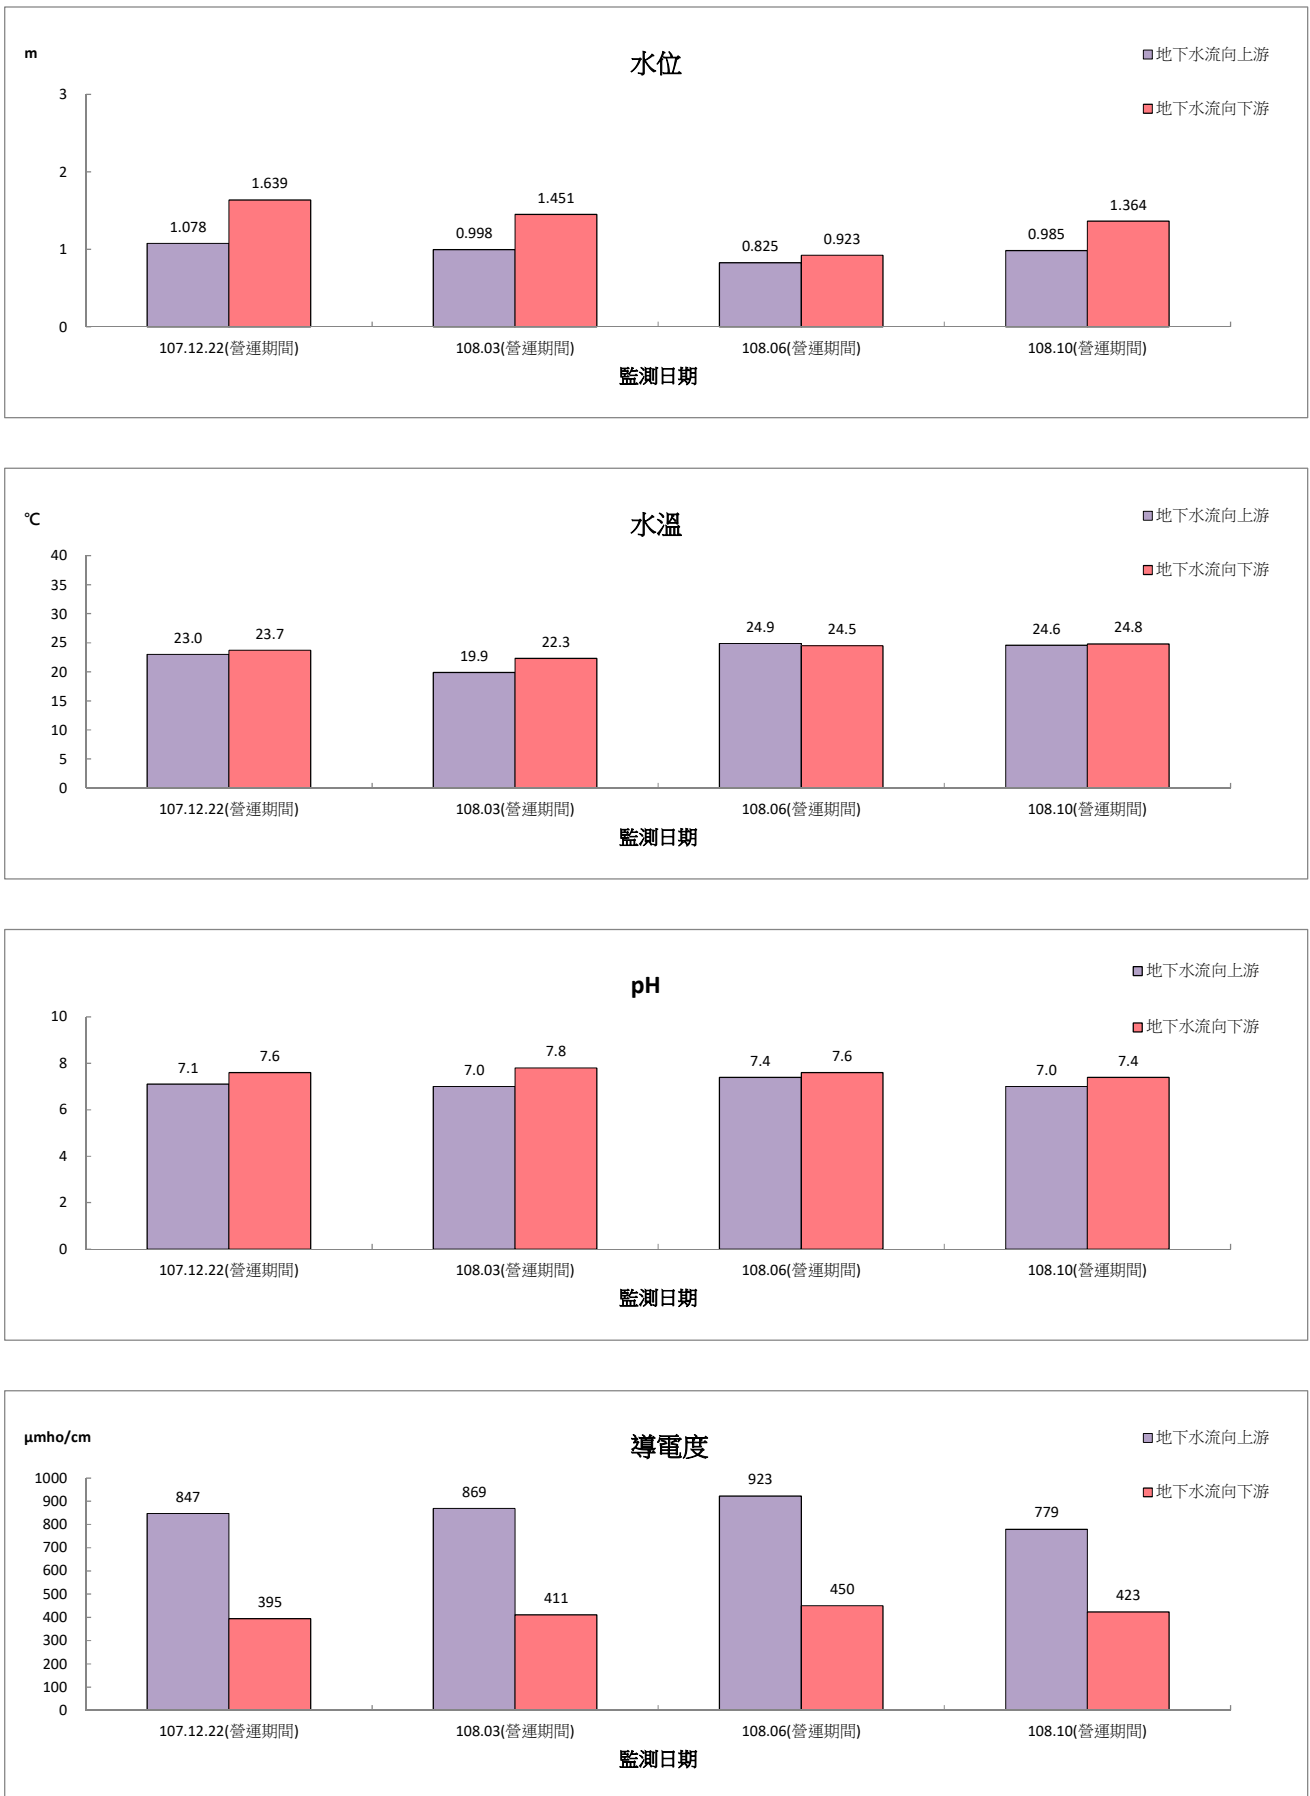 m
水位
地下水流向上游
地下水流向下游
3
2
1
0
1.078
1.639
0.998
1.451
0.825
0.923
0.985
1.364
107.12.22(營運期間)
108.03(營運期間)
108.06(營運期間)
108.10(營運期間)
監測日期
℃
水溫
地下水流向上游
地下水流向下游
40
35
30
25
20
15
10
5
0
23.0
23.7
19.9
22.3
24.9
24.5
24.6
24.8
107.12.22(營運期間)
108.03(營運期間)
108.06(營運期間)
108.10(營運期間)
監測日期
pH
地下水流向上游
地下水流向下游
10
8
6
4
2
0
7.1
7.6
7.0
7.8
7.4
7.6
7.0
7.4
107.12.22(營運期間)
108.03(營運期間)
108.06(營運期間)
108.10(營運期間)
監測日期
μmho/cm
導電度
地下水流向上游
地下水流向下游
1000
900
800
700
600
500
400
300
200
100
0
847
395
869
411
923
450
779
423
107.12.22(營運期間)
108.03(營運期間)
108.06(營運期間)
108.10(營運期間)
監測日期